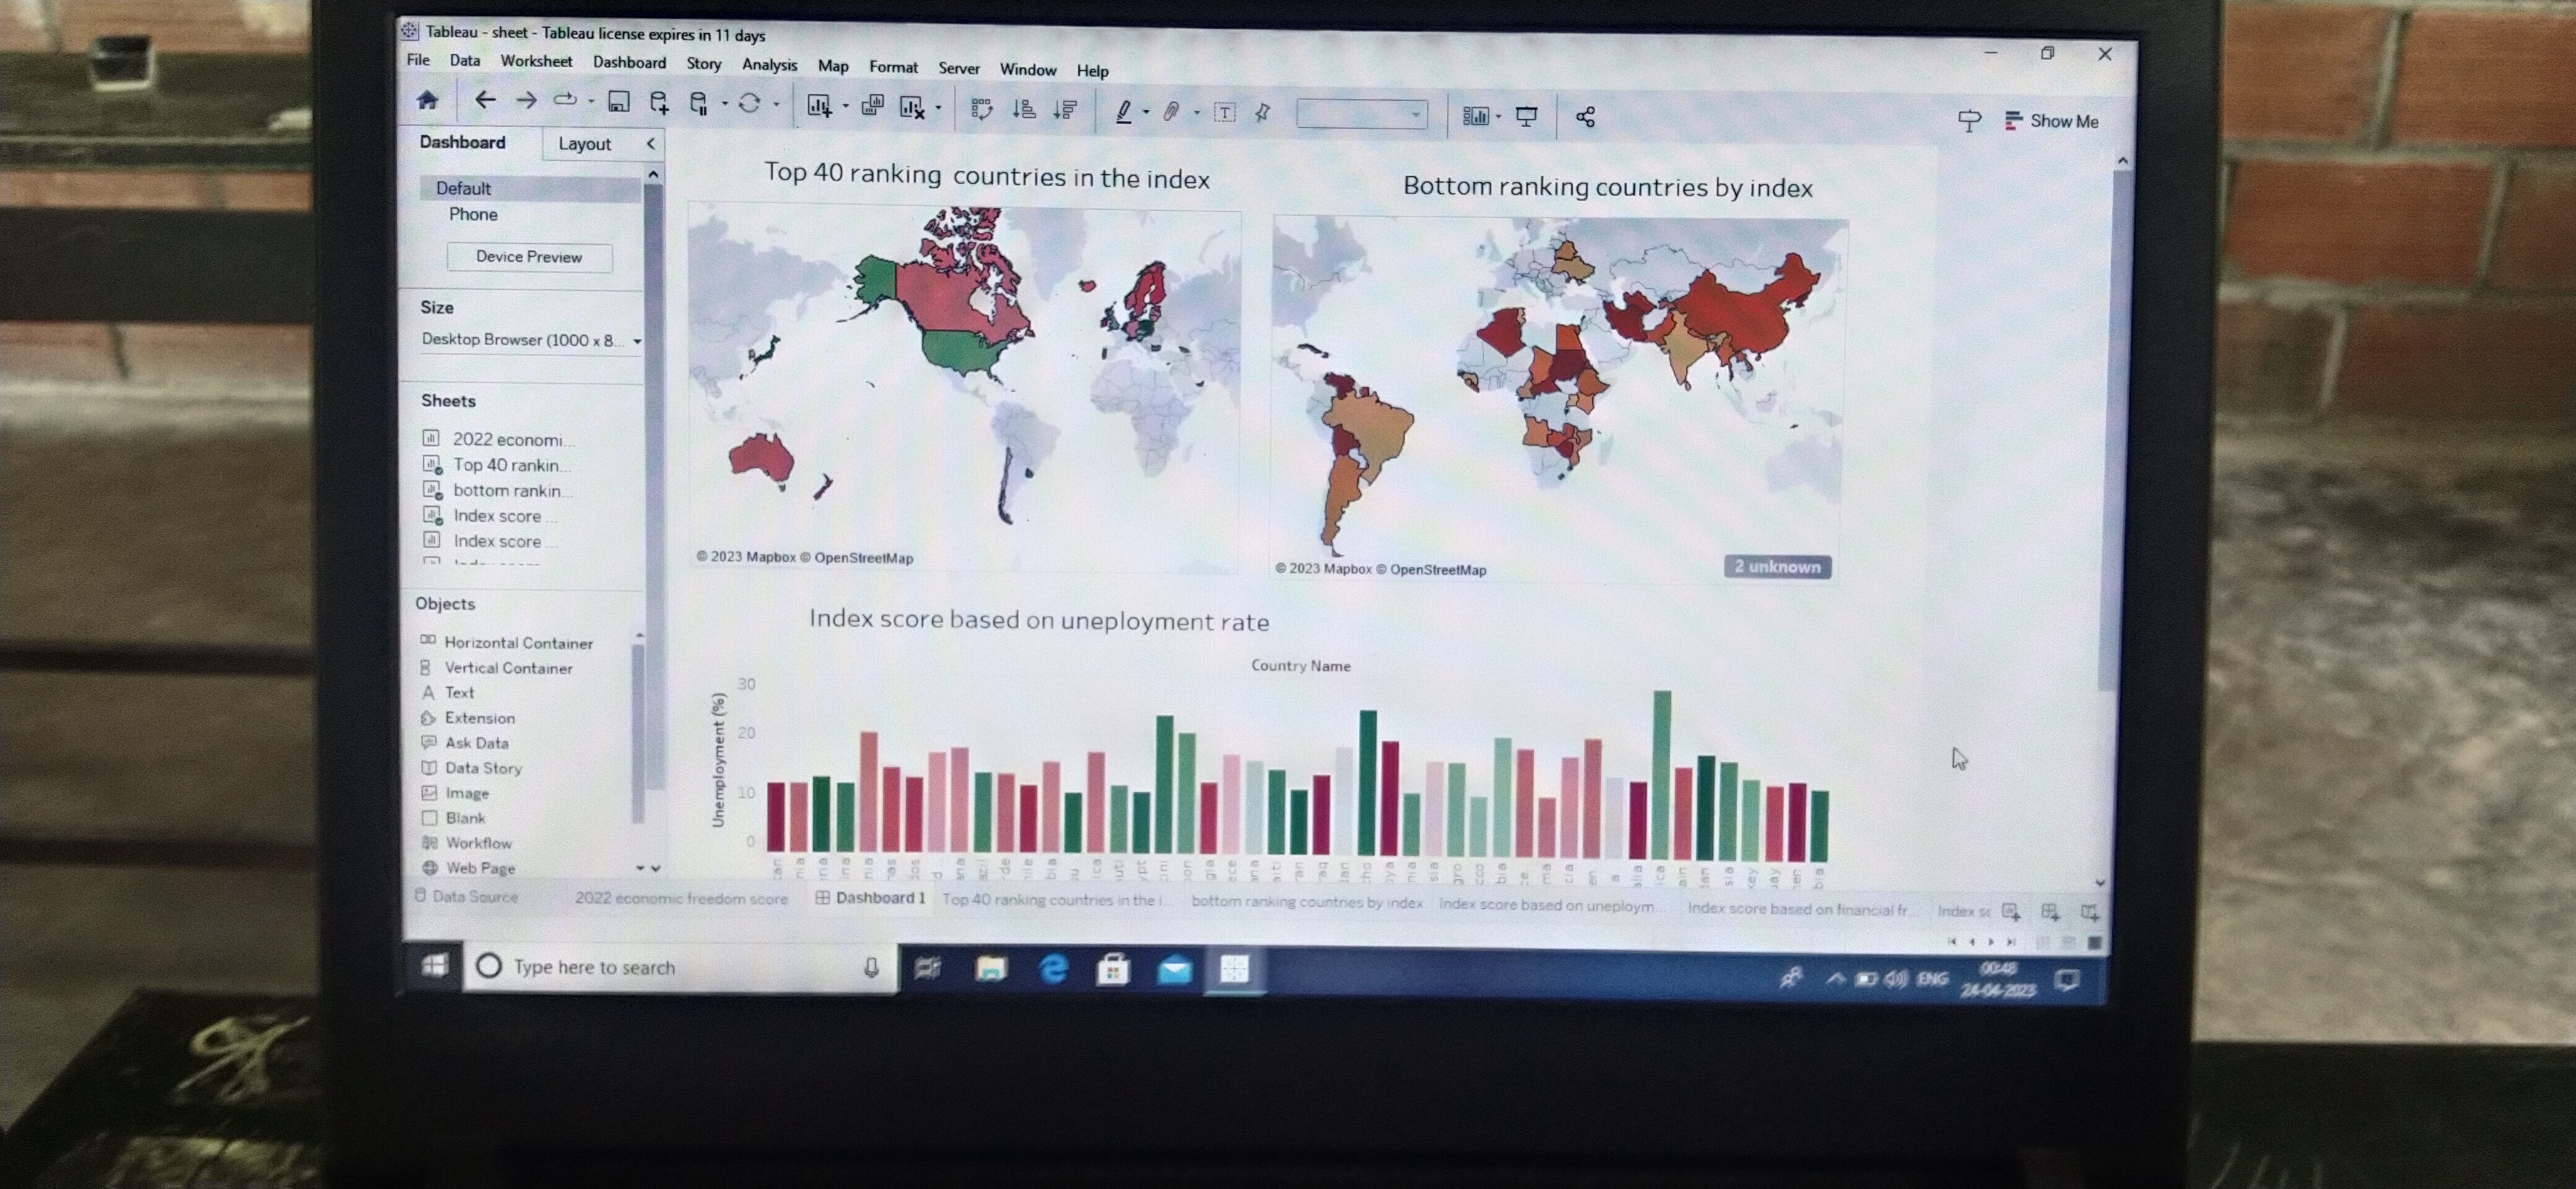 Tableau - sheet - Tableau license expires in 11 days
File Data Worksheet Dashboard Story Analysis Map Format Server Window Help
Show Me
Dashboard Layout
Default
Phone
Device Preview
Size
Desktop Browser (1000 x 8...
Sheets
2022 economi...
Top 40 rankin...
bottom rankin...
Index score ...
Index score ...
Objects
Horizontal Container
Vertical Container
Text
Extension
Ask Data
Data Story
Image
Blank
Workflow
Web Page
Top 40 ranking countries in the index
© 2023 Mapbox © OpenStreetMap
Bottom ranking countries by index
© 2023 Mapbox © OpenStreetMap
2 unknown
Index score based on uneployment rate
Country Name
Unemployment (%)
30
20
10
0
Data Source 2022 economic freedom score Dashboard 1 Top 40 ranking countries in the i... bottom ranking countries by index Index score based on uneploym... Index score based on financial fr... Index sc
Type here to search
ENG
00:48
24-04-2023